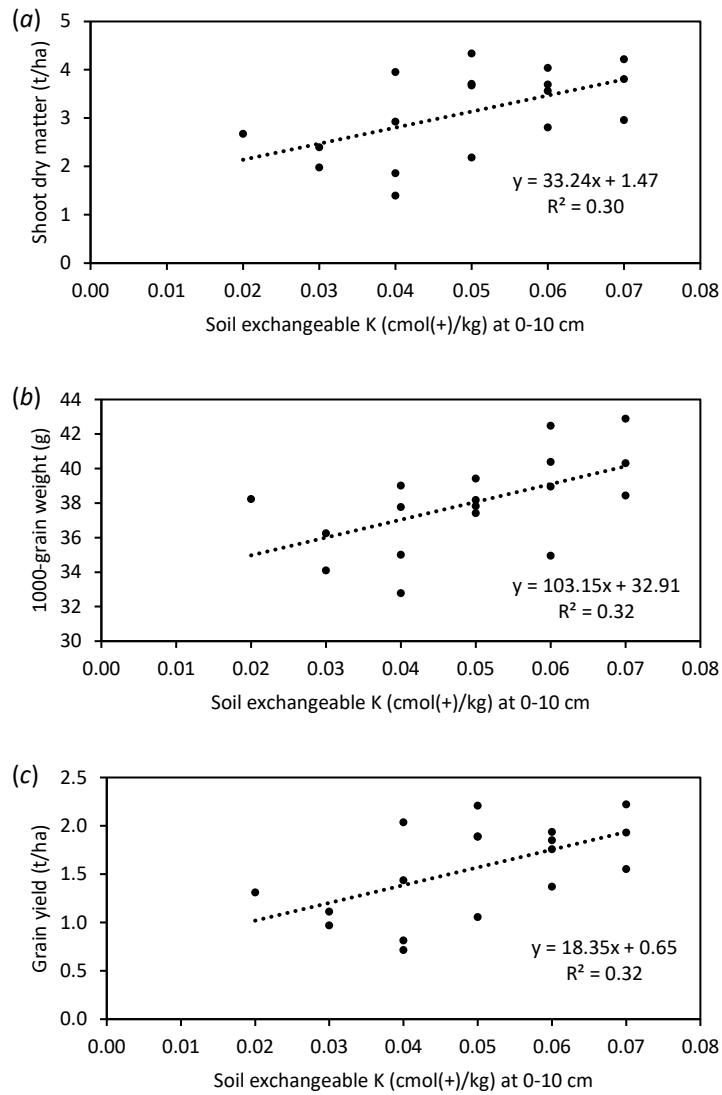 (a)
Shoot dry matter (t/ha)
5
4
3
2
1
0
y = 33.24x + 1.47
R² = 0.30
0.00 0.01 0.02 0.03 0.04 0.05 0.06 0.07 0.08
Soil exchangeable K (cmol(+)/kg) at 0-10 cm
(b)
1000-grain weight (g)
44
42
40
38
36
34
32
30
y = 103.15x + 32.91
R² = 0.32
0.00 0.01 0.02 0.03 0.04 0.05 0.06 0.07 0.08
Soil exchangeable K (cmol(+)/kg) at 0-10 cm
(c)
Grain yield (t/ha)
2.5
2.0
1.5
1.0
0.5
0.0
y = 18.35x + 0.65
R² = 0.32
0.00 0.01 0.02 0.03 0.04 0.05 0.06 0.07 0.08
Soil exchangeable K (cmol(+)/kg) at 0-10 cm